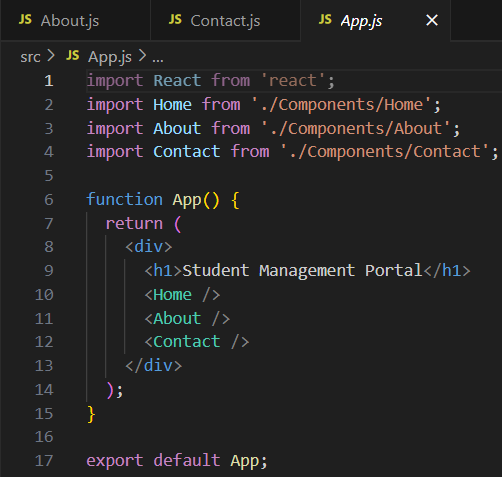 JS About.js JS Contact.js JS App.js ×
src > JS App.js > ...
1 import React from 'react';
2 import Home from './Components/Home';
3 import About from './Components/About';
4 import Contact from './Components/Contact';
5
6 function App() {
7   return (
8     <div>
9       <h1>Student Management Portal</h1>
10       <Home />
11       <About />
12       <Contact />
13     </div>
14   );
15 }
16
17 export default App;